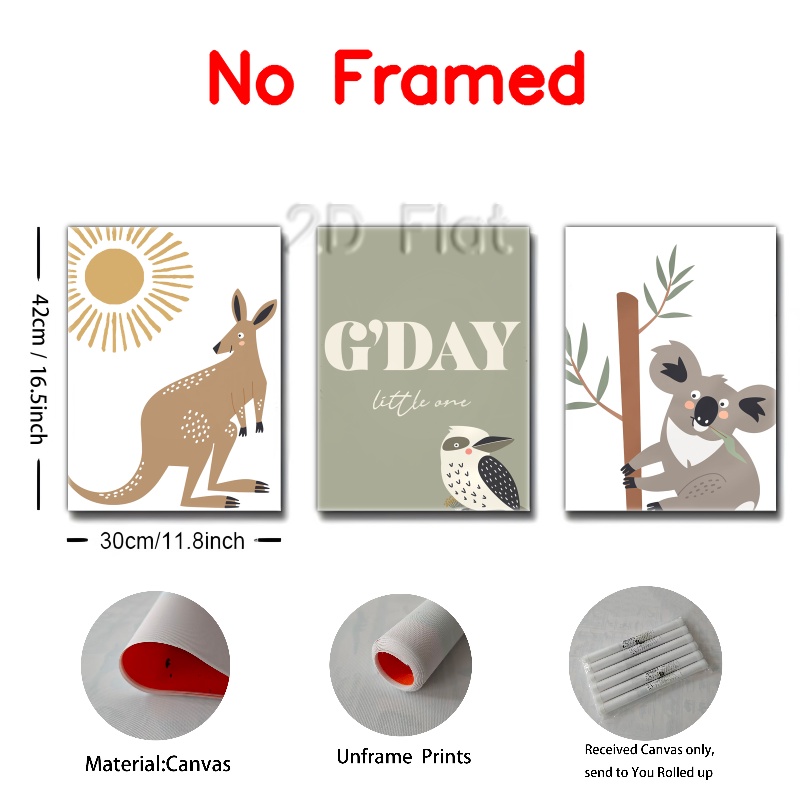 No Framed
2D Flat
42cm / 16.5inch
G'DAY
little one
30cm/11.8inch
Material:Canvas
Unframe Prints
Received Canvas only,
send to You Rolled up